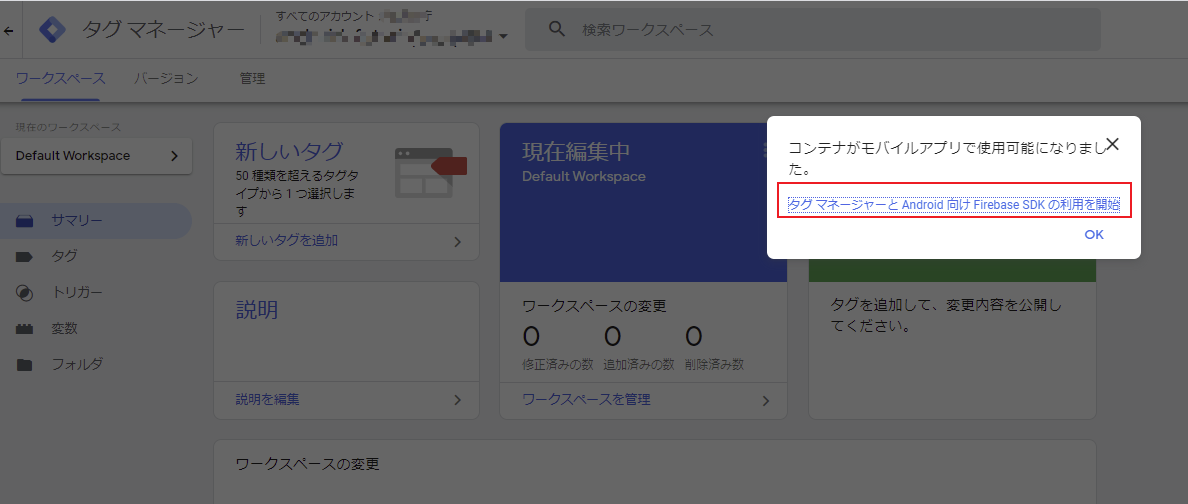 タグ マネージャー
すべてのアカウント
検索ワークスペース
ワークスペース
バージョン
管理
現在のワークスペース
Default Workspace
サマリー
タグ
トリガー
変数
フォルダ
新しいタグ
50 種類を超えるタグタ
イプから 1 つ選択しま
す
新しいタグを追加
説明
説明を編集
現在編集中
Default Workspace
ワークスペースの変更
0
0
0
修正済みの数
追加済みの数
削除済みの数
ワークスペースを管理
コンテナがモバイルアプリで使用可能になりまし
た。
タグ マネージャーと Android 向け Firebase SDK の利用を開始
OK
タグを追加して、変更内容を公開し
てください。
ワークスペースの変更